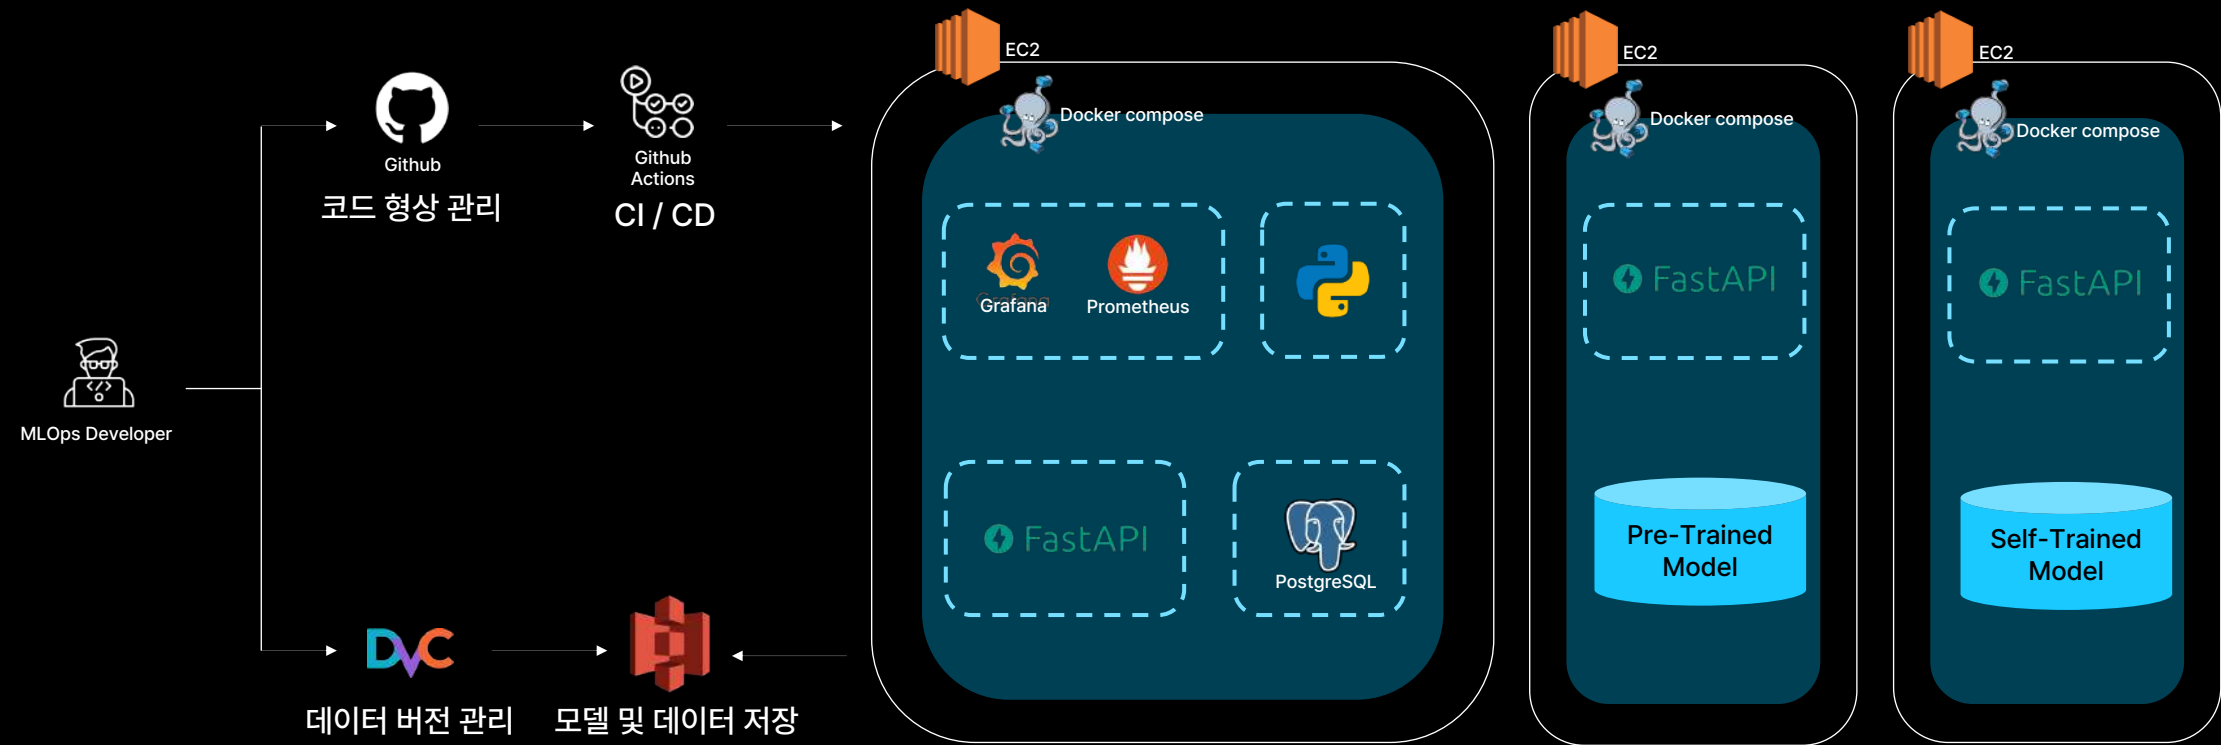 EC2
EC2
EC2
Docker compose
Docker compose
Docker compose
Github
코드 형상 관리
Github
Actions
CI / CD
Grafana
Grafana
Prometheus
FastAPI
FastAPI
MLOps Developer
FastAPI
PostgreSQL
Pre-Trained
Model
Self-Trained
Model
DVC
데이터 버전 관리
모델 및 데이터 저장